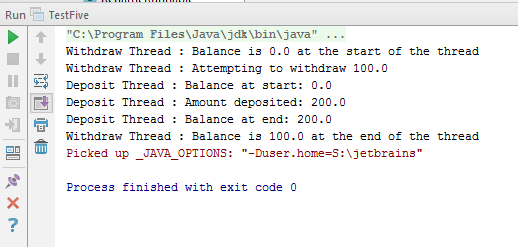 Run TestFive
"C:\Program Files\Java\jdk\bin\java" ...
Withdraw Thread : Balance is 0.0 at the start of the thread
Withdraw Thread : Attempting to withdraw 100.0
Deposit Thread : Balance at start: 0.0
Deposit Thread : Amount deposited: 200.0
Deposit Thread : Balance at end: 200.0
Withdraw Thread : Balance is 100.0 at the end of the thread
Picked up _JAVA_OPTIONS: "-Duser.home=S:\jetbrains"
Process finished with exit code 0